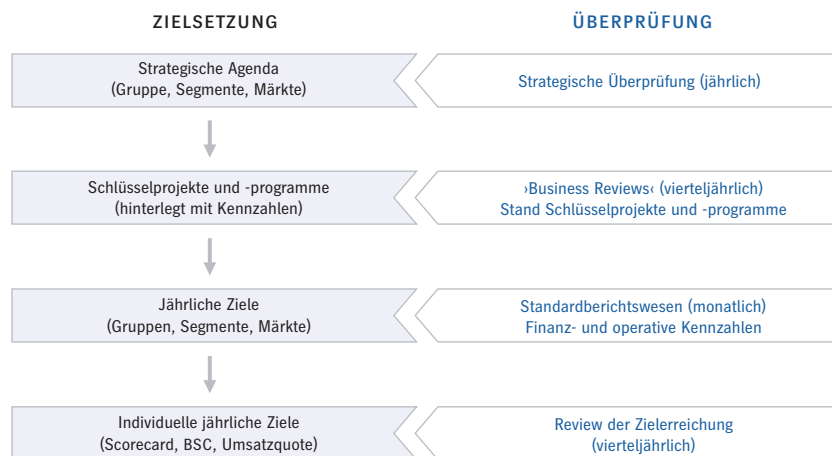 ZIELSETZUNG
ÜBERPRÜFUNG
Strategische Agenda
(Gruppe, Segmente, Märkte)
Strategische Überprüfung (jährlich)
Schlüsselprojekte und -programme
(hinterlegt mit Kennzahlen)
›Business Reviews‹ (vierteljährlich)
Stand Schlüsselprojekte und -programme
Jährliche Ziele
(Gruppen, Segmente, Märkte)
Standardberichtswesen (monatlich)
Finanz- und operative Kennzahlen
Individuelle jährliche Ziele
(Scorecard, BSC, Umsatzquote)
Review der Zielerreichung
(vierteljährlich)